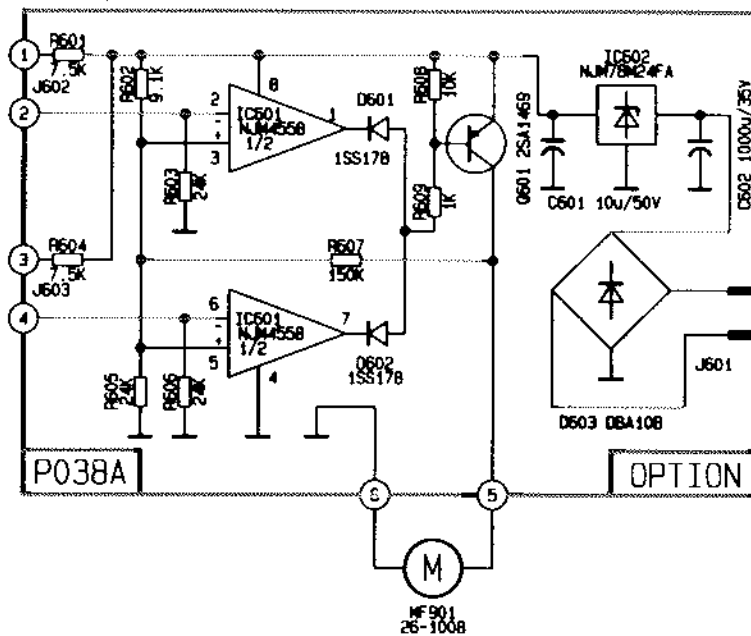 1
R601
7.5K
J602
2
3
R604
7.5K
J603
4
R602
9.1K
2
-
+
3
IC601
NJM4558
1/2
8
1
D601
1SS178
R603
24K
R607
150K
R608
10K
R609
1K
Q601 2SA1469
C601 10u/50V
IC602
NJM78M24FA
C602 1000u/35V
6
-
+
5
IC601
NJM4558
1/2
7
4
D602
1SS178
R605
24K
R606
24K
J601
D603 DBA10B
P038A
OPTION
5
M
MF901
26-1008